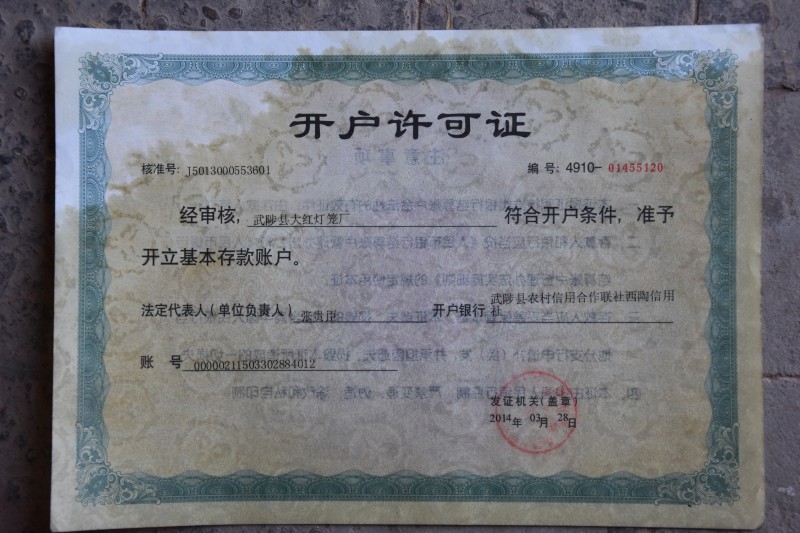 开户许可证
核准号: J5013000553601
编号: 4910-01455120
经审核, 武陟县大红灯笼厂 符合开户条件, 准予
开立基本存款账户。
法定代表人(单位负责人) 张贵臣
开户银行 武陟县农村信用合作联社西陶信用社
账 号 00000211503302884012
发证机关(盖章)
2014年 03月 28日